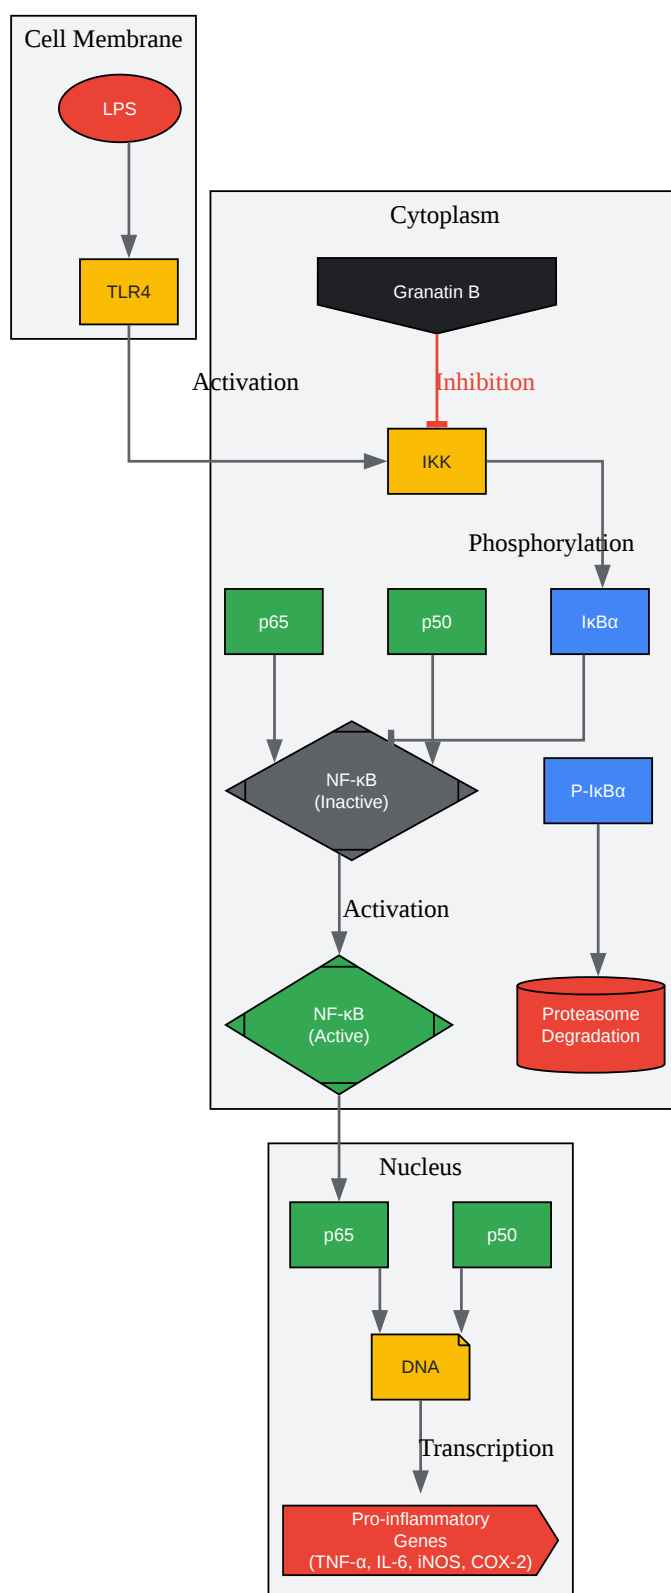 Cell Membrane
LPS
TLR4
Cytoplasm
Granatin B
Activation
Inhibition
IKK
Phosphorylation
p65
p50
IκBα
NF-κB
(Inactive)
P-IκBα
Activation
NF-κB
(Active)
Proteasome
Degradation
Nucleus
p65
p50
DNA
Transcription
Pro-inflammatory
Genes
(TNF-α, IL-6, iNOS, COX-2)